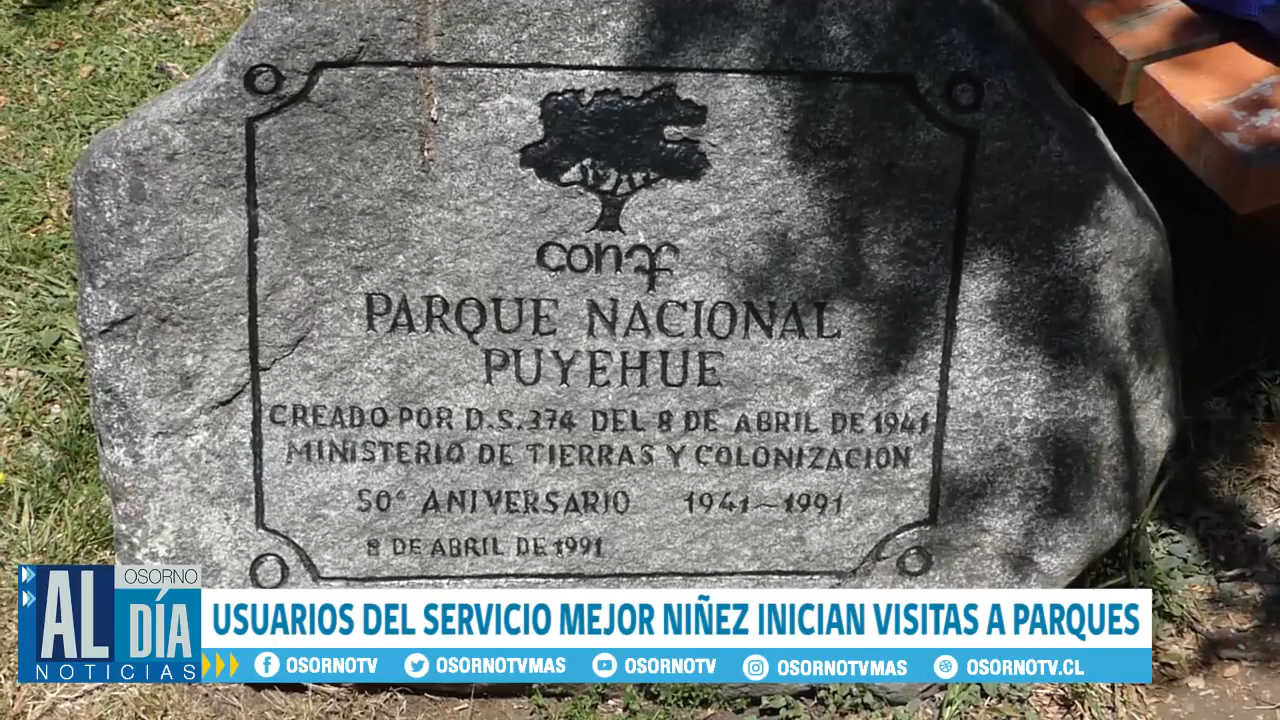 conaf
PARQUE NACIONAL
PUYEHUE
CREADO POR D.S. 374 DEL 8 DE ABRIL DE 1941
MINISTERIO DE TIERRAS Y COLONIZACION
50° ANIVERSARIO 1941-1991
8 DE ABRIL DE 1991
OSORNO
AL DÍA
NOTICIAS
USUARIOS DEL SERVICIO MEJOR NIÑEZ INICIAN VISITAS A PARQUES
OSORNOTV OSORNOTVMAS OSORNOTV OSORNOTVMAS OSORNOTV.CL